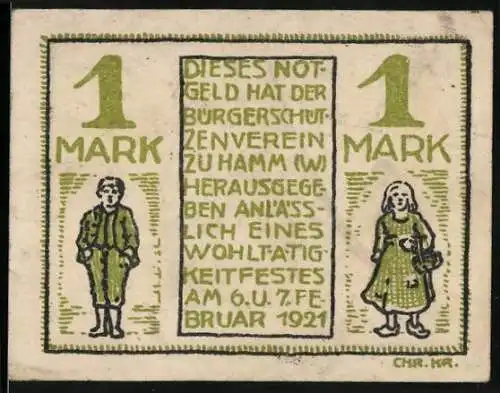 1
MARK
DIESES NOT-
GELD HAT DER
BÜRGERSCHÜT-
ZENVEREIN
ZU HAMM (W)
HERAUSGEGE-
BEN ANLÄSS-
LICH EINES
WOHLTÄTIG-
KEITFESTES
AM 6. U. 7. FE-
BRUAR 1921
1
MARK
CHR. KR.